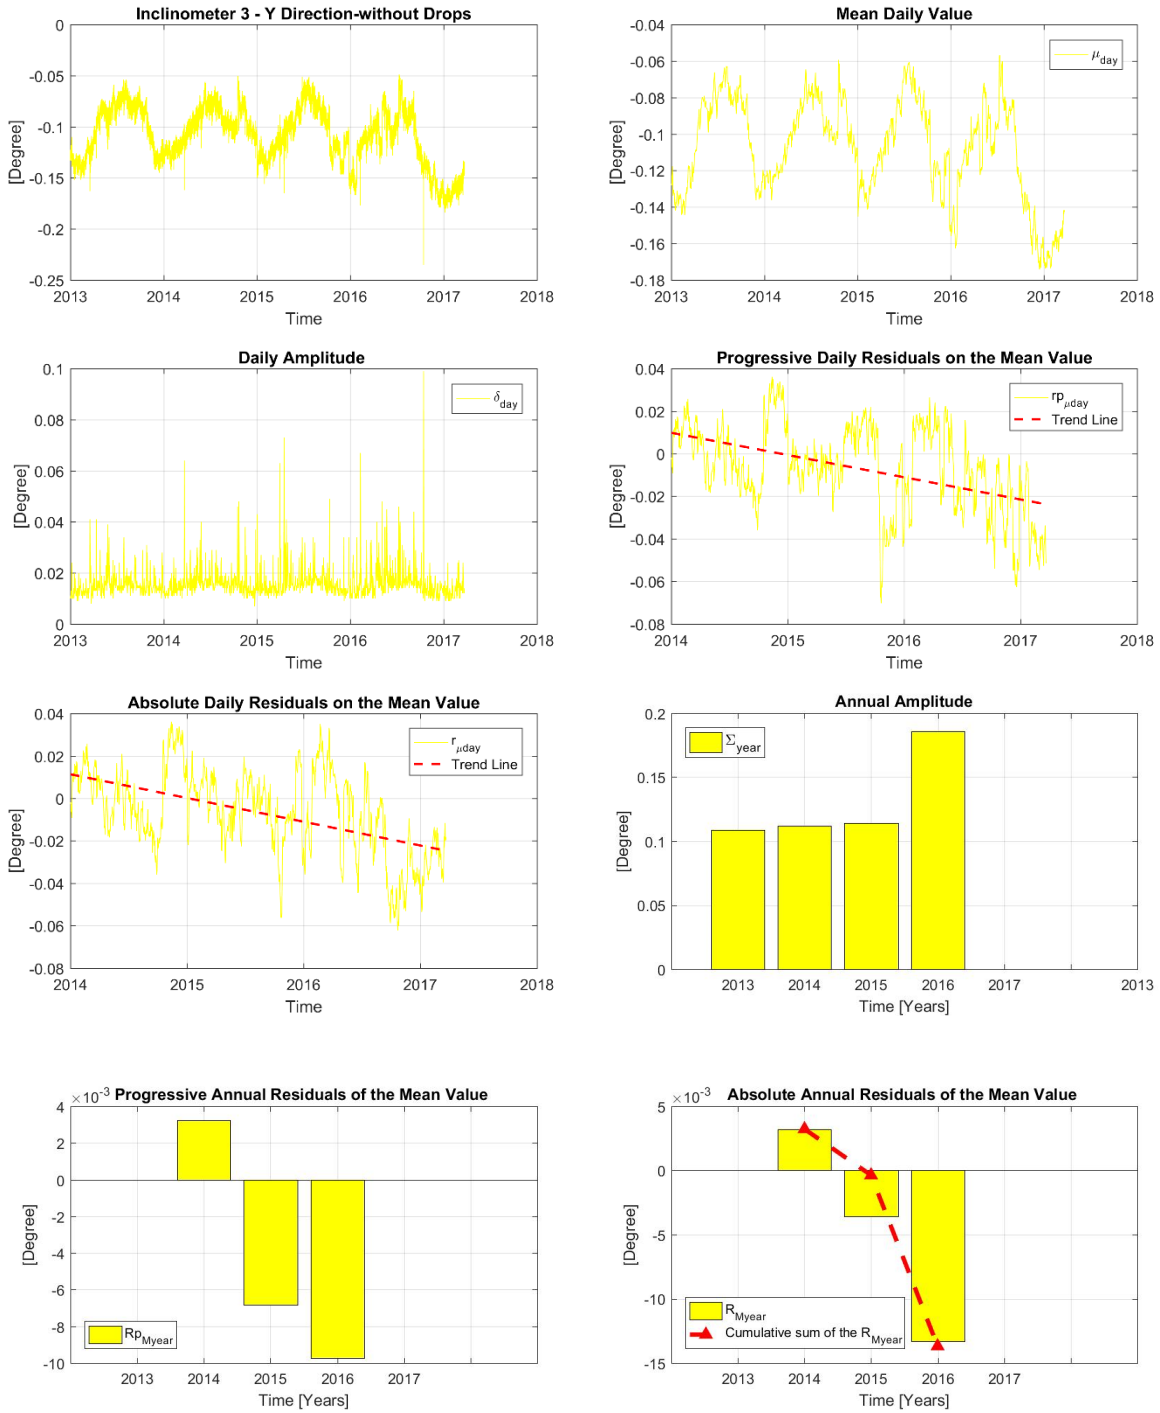 Inclinometer 3 - Y Direction-without Drops
0
-0.05
-0.1
-0.15
-0.2
-0.25
[Degree]
2013 2014 2015 2016 2017 2018
Time
Mean Daily Value
-0.04
-0.06
-0.08
-0.1
-0.12
-0.14
-0.16
-0.18
[Degree]
μday
2013 2014 2015 2016 2017 2018
Time
Daily Amplitude
0.1
0.08
0.06
0.04
0.02
0
[Degree]
δday
2013 2014 2015 2016 2017 2018
Time
Progressive Daily Residuals on the Mean Value
0.04
0.02
0
-0.02
-0.04
-0.06
-0.08
[Degree]
rpμday
Trend Line
2014 2015 2016 2017 2018
Time
Absolute Daily Residuals on the Mean Value
0.04
0.02
0
-0.02
-0.04
-0.06
-0.08
[Degree]
rμday
Trend Line
2014 2015 2016 2017 2018
Time
Annual Amplitude
0.2
0.15
0.1
0.05
0
[Degree]
Σyear
2013 2014 2015 2016 2017 2013
Time [Years]
Progressive Annual Residuals of the Mean Value
×10-3
4
2
0
-2
-4
-6
-8
-10
[Degree]
RpMyear
2013 2014 2015 2016 2017
Time [Years]
Absolute Annual Residuals of the Mean Value
×10-3
5
0
-5
-10
-15
[Degree]
RMyear
Cumulative sum of the RMyear
2013 2014 2015 2016 2017
Time [Years]